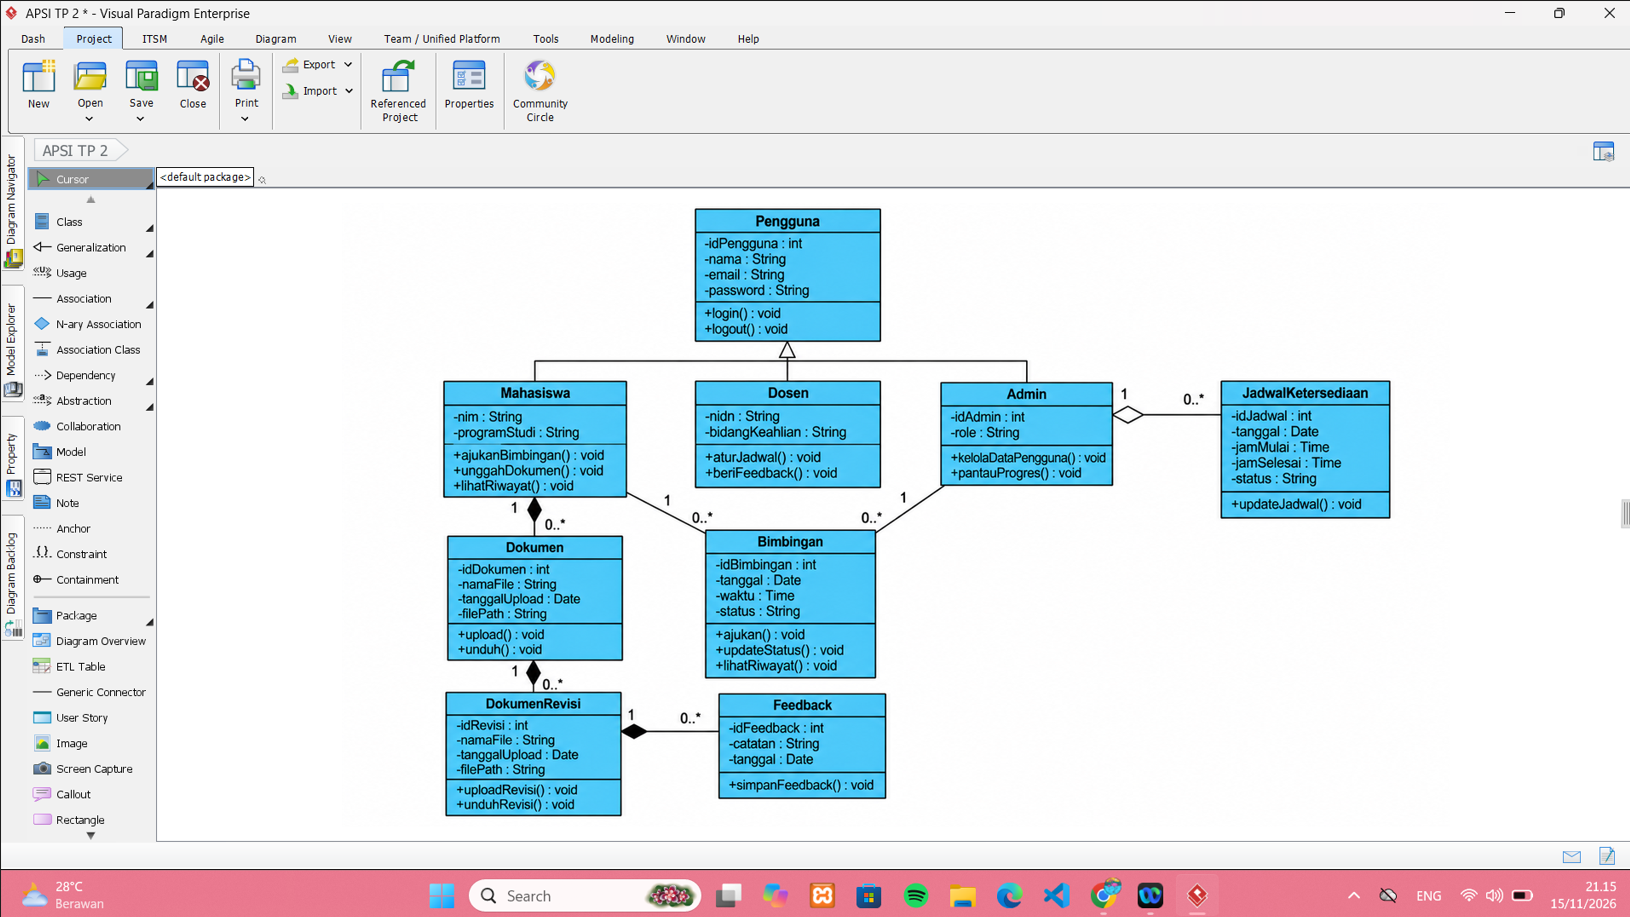 APSI TP 2 * - Visual Paradigm Enterprise
Dash Project ITSM Agile Diagram View Team / Unified Platform Tools Modeling Window Help
New
Open
Save
Close
Print
Export
Import
Referenced Project
Properties
Community Circle
APSI TP 2
Diagram Navigator
Model Explorer
Property
Diagram Backlog
Cursor
<default package>
Class
Generalization
Usage
Association
N-ary Association
Association Class
Dependency
Abstraction
Collaboration
Model
REST Service
Note
Anchor
Constraint
Containment
Package
Diagram Overview
ETL Table
Generic Connector
User Story
Image
Screen Capture
Callout
Rectangle
Pengguna
-idPengguna : int
-nama : String
-email : String
-password : String
+login() : void
+logout() : void
Mahasiswa
-nim : String
-programStudi : String
+ajukanBimbingan() : void
+unggahDokumen() : void
+lihatRiwayat() : void
Dosen
-nidn : String
-bidangKeahlian : String
+aturJadwal() : void
+beriFeedback() : void
Admin
-idAdmin : int
-role : String
+kelolaDataPengguna() : void
+pantauProgres() : void
1
0..*
JadwalKetersediaan
-idJadwal : int
-tanggal : Date
-jamMulai : Time
-jamSelesai : Time
-status : String
+updateJadwal() : void
1
0..*
1
0..*
1
0..*
Dokumen
-idDokumen : int
-namaFile : String
-tanggalUpload : Date
-filePath : String
+upload() : void
+unduh() : void
Bimbingan
-idBimbingan : int
-tanggal : Date
-waktu : Time
-status : String
+ajukan() : void
+updateStatus() : void
+lihatRiwayat() : void
1
0..*
DokumenRevisi
-idRevisi : int
-namaFile : String
-tanggalUpload : Date
-filePath : String
+uploadRevisi() : void
+unduhRevisi() : void
1
0..*
Feedback
-idFeedback : int
-catatan : String
-tanggal : Date
+simpanFeedback() : void
28°C
Berawan
Search
ENG
21.15
15/11/2026